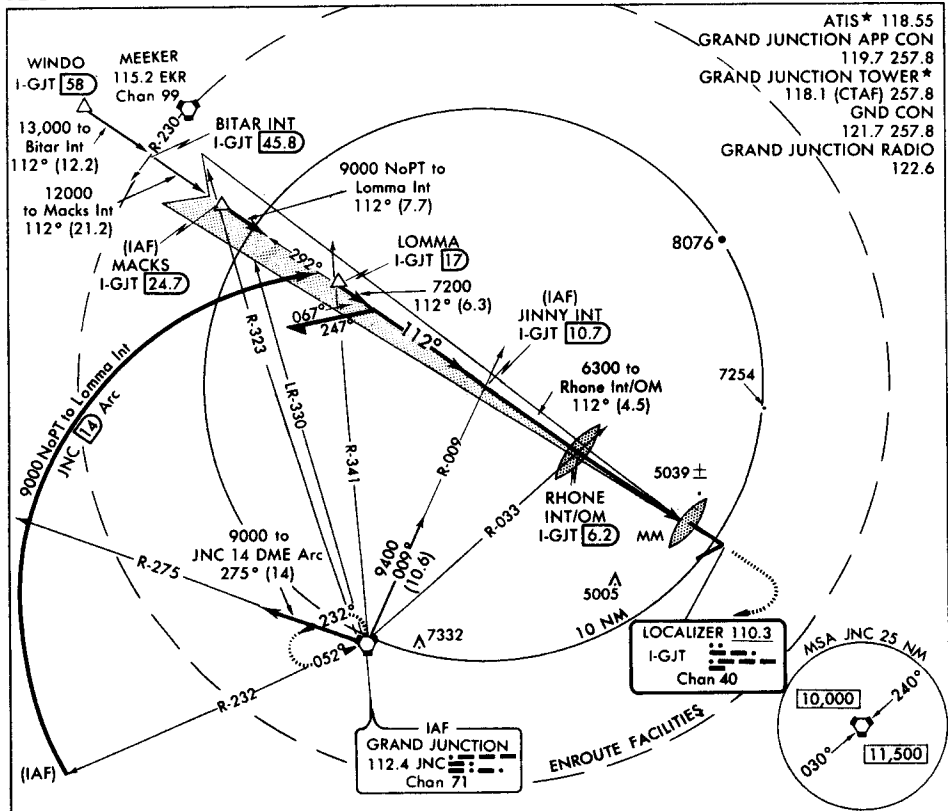 ATIS★ 118.55
GRAND JUNCTION APP CON
119.7 257.8
GRAND JUNCTION TOWER★
118.1 (CTAF) 257.8
GND CON
121.7 257.8
GRAND JUNCTION RADIO
122.6
WINDO
I-GJT 58
MEEKER
115.2 EKR
Chan 99
R-230
13,000 to
Bitar Int
112° (12.2)
BITAR INT
I-GJT 45.8
12000
to Macks Int
112° (21.2)
9000 NoPT to
Lomma Int
112° (7.7)
(IAF)
MACKS
I-GJT 24.7
292°
LOMMA
I-GJT 17
7200
112° (6.3)
8076
067°
247°
112°
(IAF)
JINNY INT
I-GJT 10.7
6300 to
Rhone Int/OM
112° (4.5)
7254
9000 NoPT to Lomma Int
JNC 14 Arc
R-323
LR-330
R-341
R-009
R-033
5039 ±
RHONE
INT/OM
I-GJT 6.2
MM
R-275
9000 to
JNC 14 DME Arc
275° (14)
9400
009°
(10.6)
5005
10 NM
232°
052°
7332
R-232
(IAF)
LOCALIZER 110.3
I-GJT
Chan 40
IAF
GRAND JUNCTION
112.4 JNC
Chan 71
ENROUTE FACILITIES
MSA JNC 25 NM
10,000
240°
030°
11,500